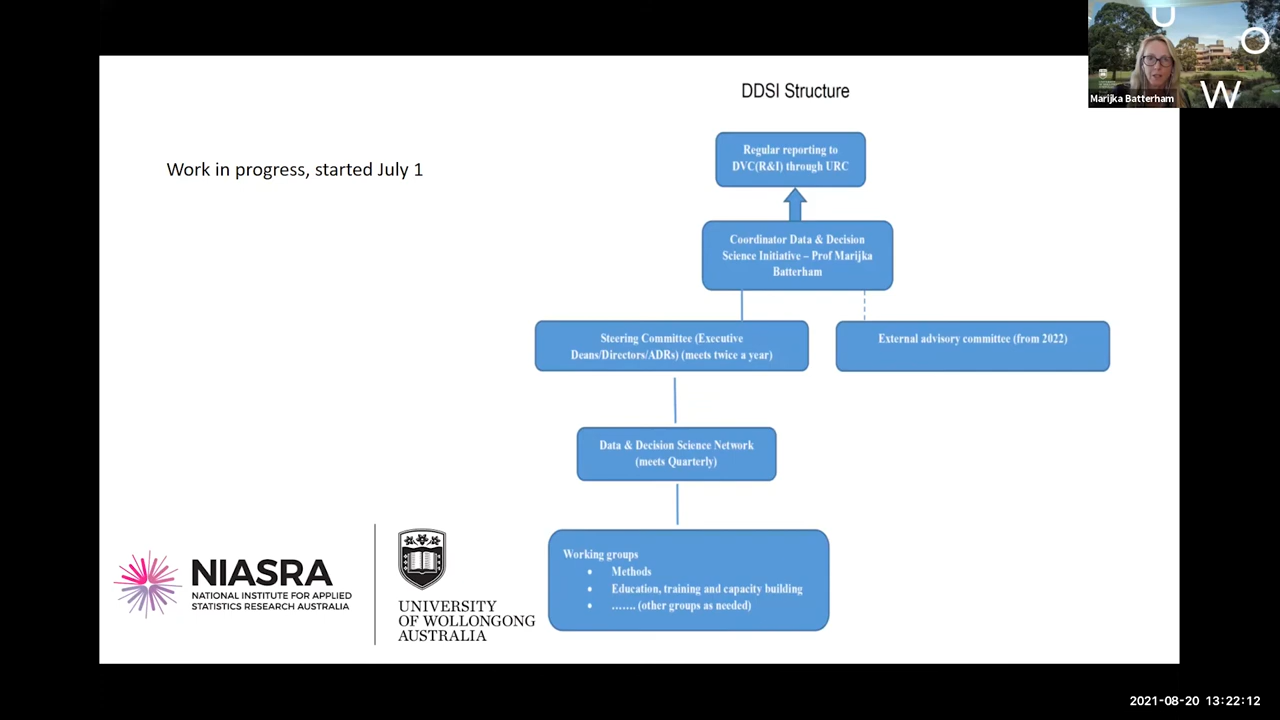 U
O
W
Marijka Batterham
DDSI Structure
Work in progress, started July 1
Regular reporting to
DVC(R&I) through URC
Coordinator Data & Decision
Science Initiative – Prof Marijka
Batterham
Steering Committee (Executive
Deans/Directors/ADRs) (meets twice a year)
External advisory committee (from 2022)
Data & Decision Science Network
(meets Quarterly)
Working groups
• Methods
• Education, training and capacity building
• ……. (other groups as needed)
NIASRA
NATIONAL INSTITUTE FOR APPLIED
STATISTICS RESEARCH AUSTRALIA
UNIVERSITY
OF WOLLONGONG
AUSTRALIA
2021-08-20 13:22:12